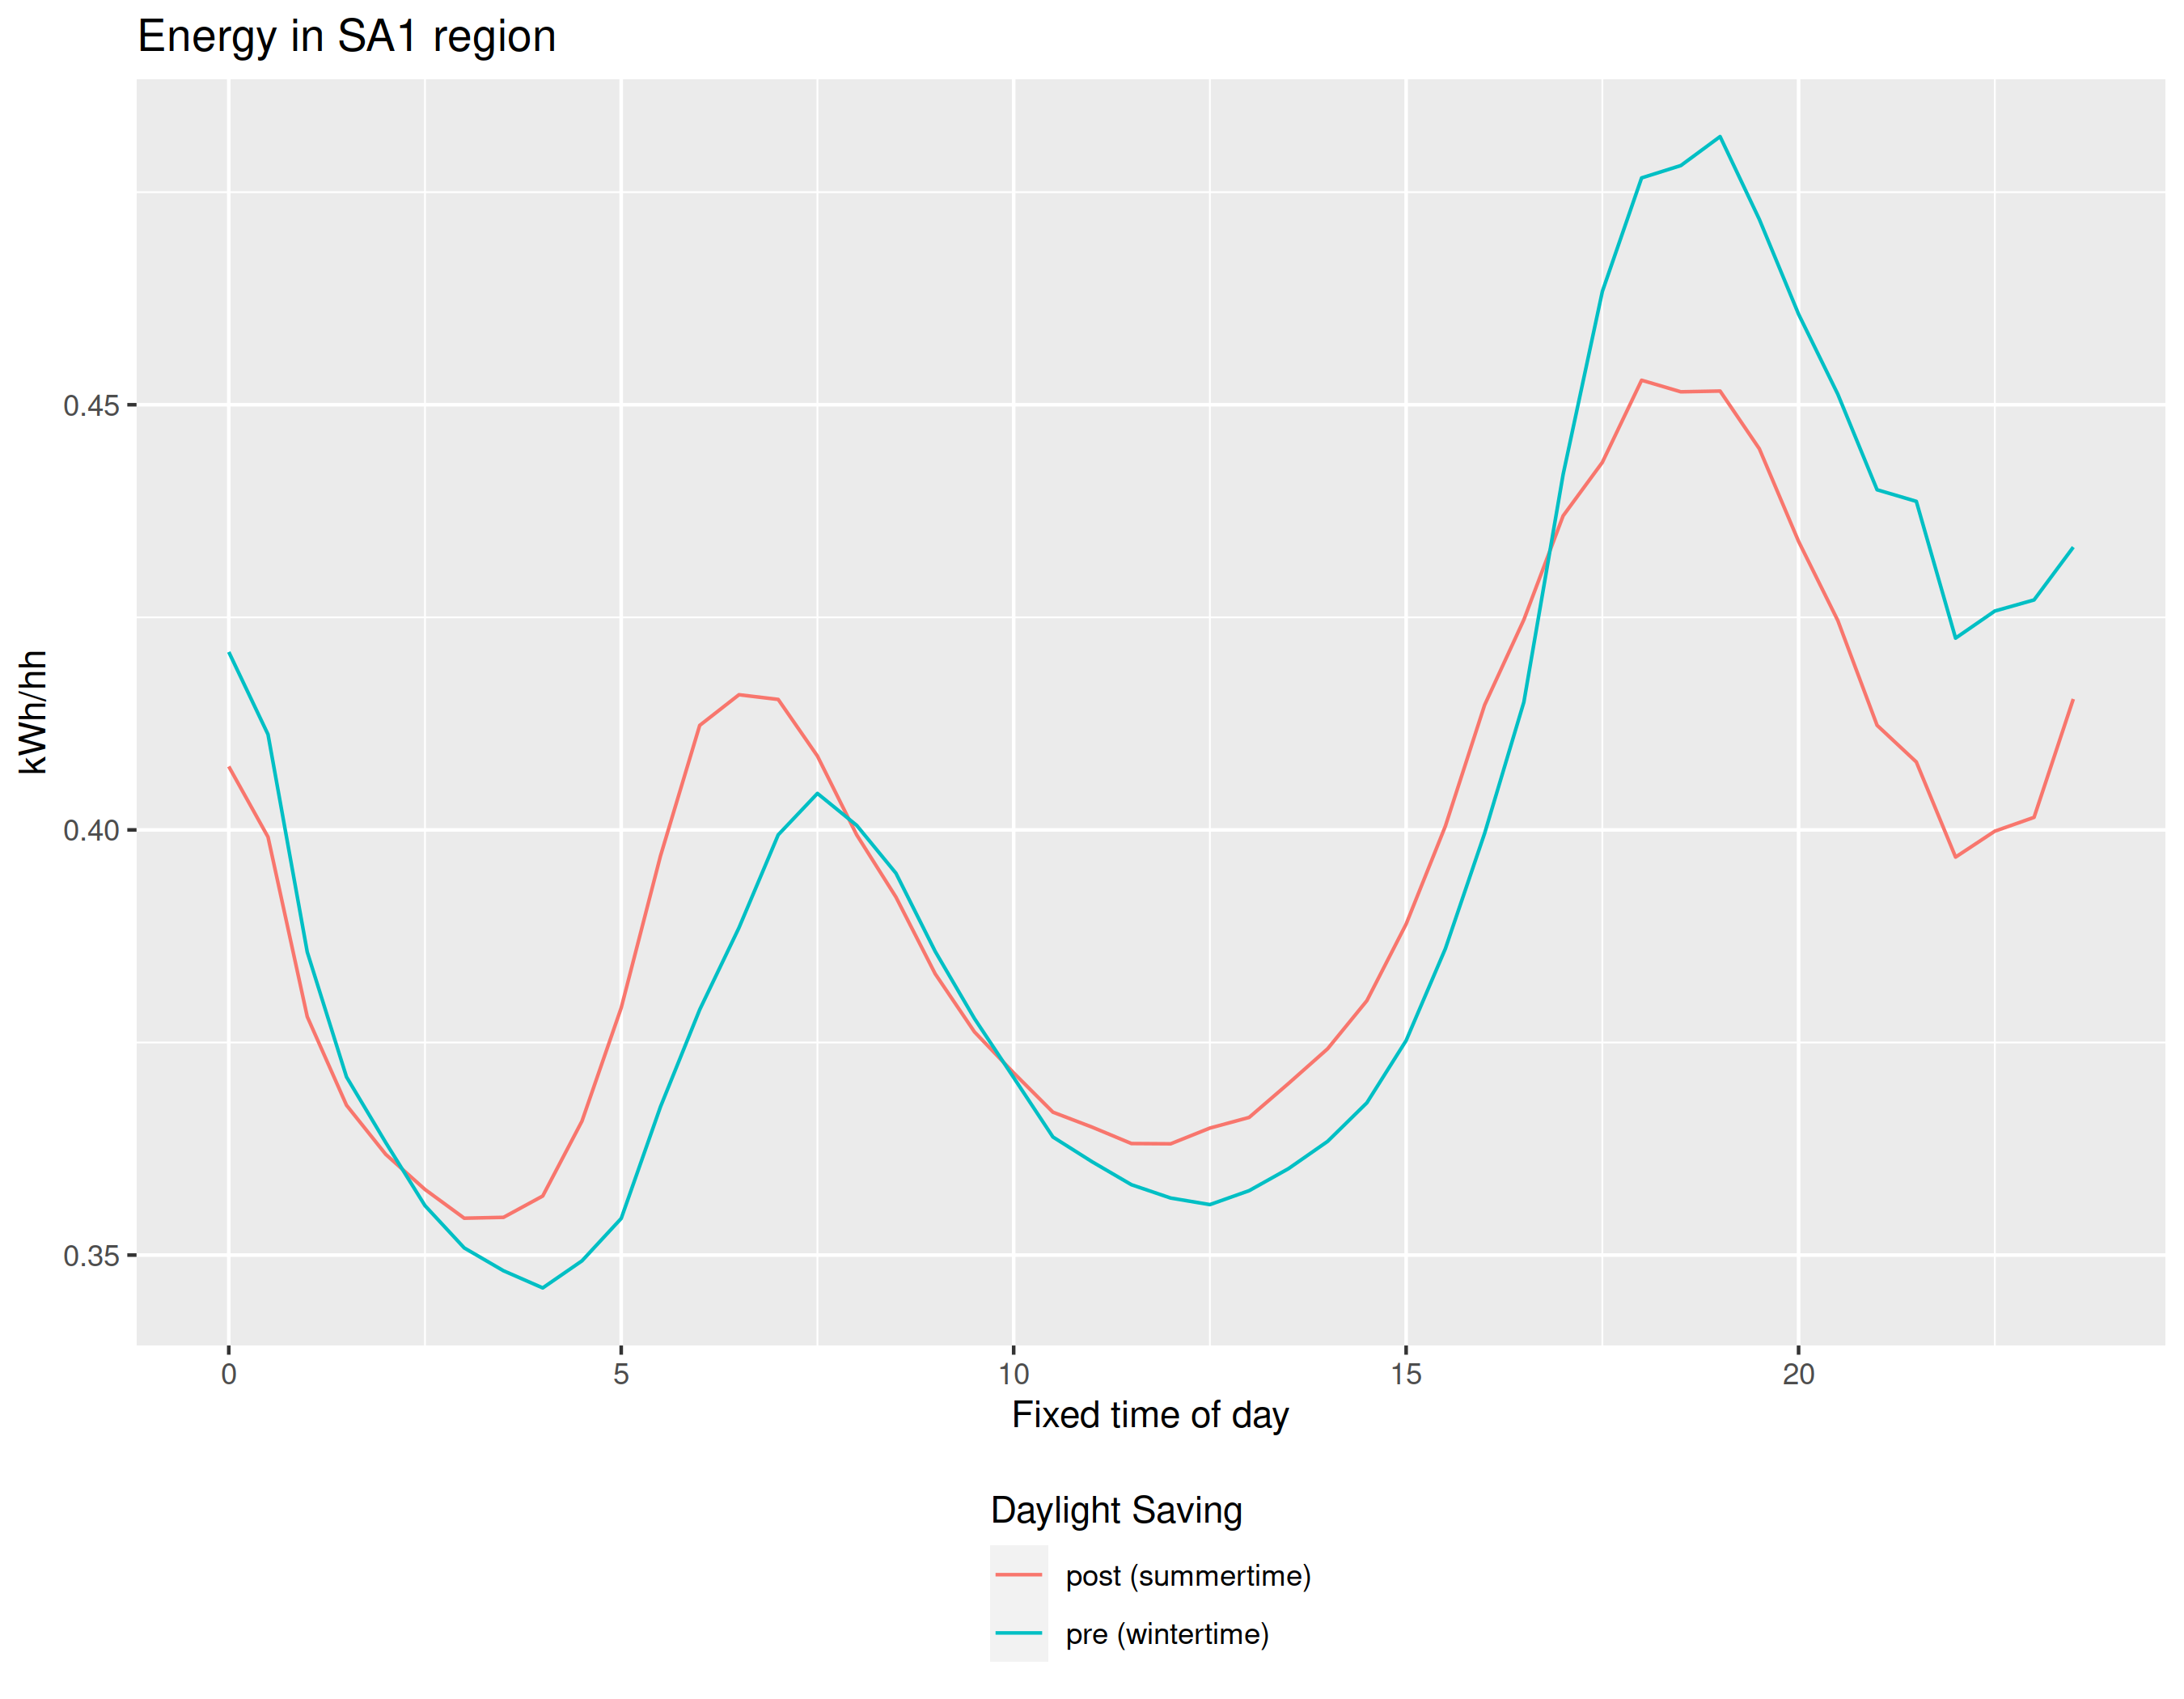 Energy in SA1 region
kWh/hh
0.45
0.40
0.35
0 5 10 15 20
Fixed time of day
Daylight Saving
post (summertime)
pre (wintertime)